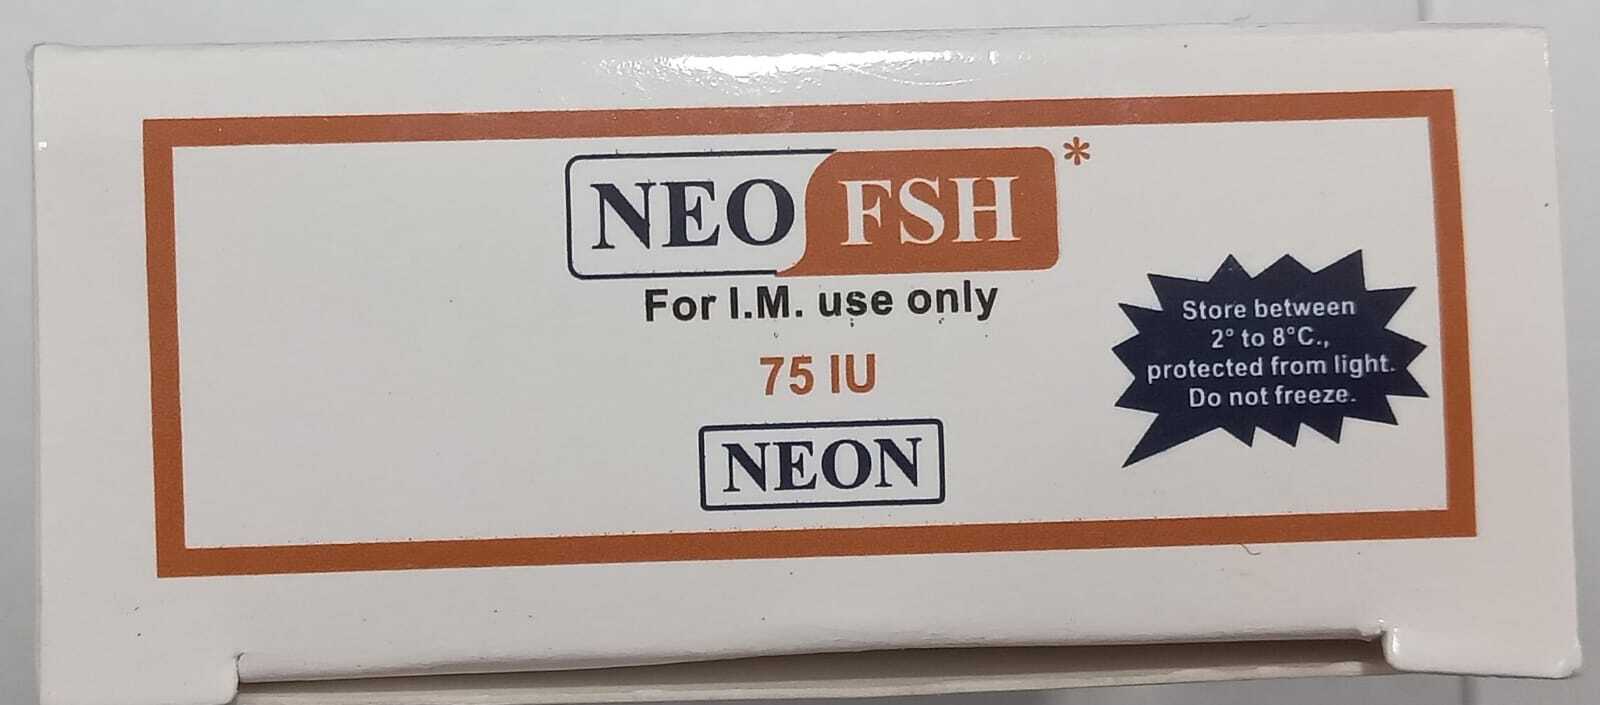 NEO FSH*
For I.M. use only
75 IU
NEON
Store between
2° to 8°C.,
protected from light.
Do not freeze.